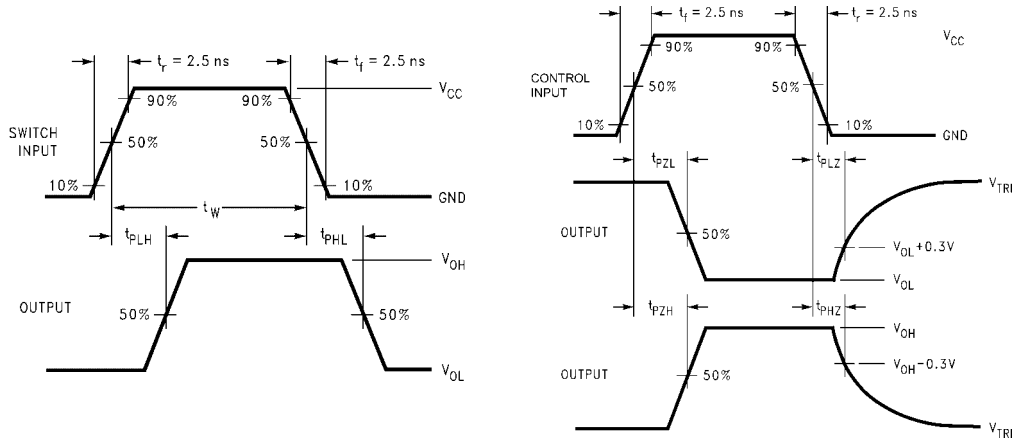 t_r = 2.5 ns
t_f = 2.5 ns
V_CC
90%
90%
SWITCH
INPUT
50%
50%
10%
10%
GND
t_W
t_PLH
t_PHL
V_OH
OUTPUT
50%
50%
V_OL
t_f = 2.5 ns
t_r = 2.5 ns
V_CC
90%
90%
CONTROL
INPUT
50%
50%
10%
10%
GND
t_PZL
t_PLZ
V_TRI
OUTPUT
50%
V_OL+0.3V
V_OL
t_PZH
t_PHZ
V_OH
V_OH−0.3V
OUTPUT
50%
V_TRI